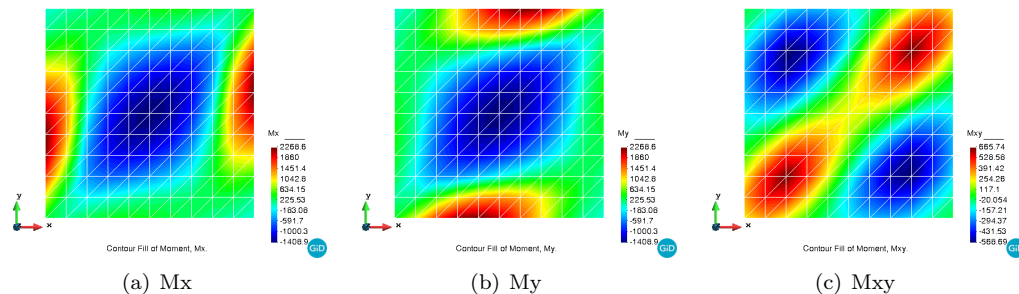 Mx
2268.6
1860
1451.4
1042.8
634.15
225.53
-183.08
-591.7
-1000.3
-1408.9
y
x
Contour Fill of Moment, Mx.
GiD
My
2268.6
1860
1451.4
1042.8
634.15
225.53
-183.08
-591.7
-1000.3
-1408.9
y
x
Contour Fill of Moment, My.
GiD
Mxy
665.74
528.58
391.42
254.26
117.1
-20.054
-157.21
-294.37
-431.53
-568.69
y
x
Contour Fill of Moment, Mxy.
GiD
(a) Mx
(b) My
(c) Mxy